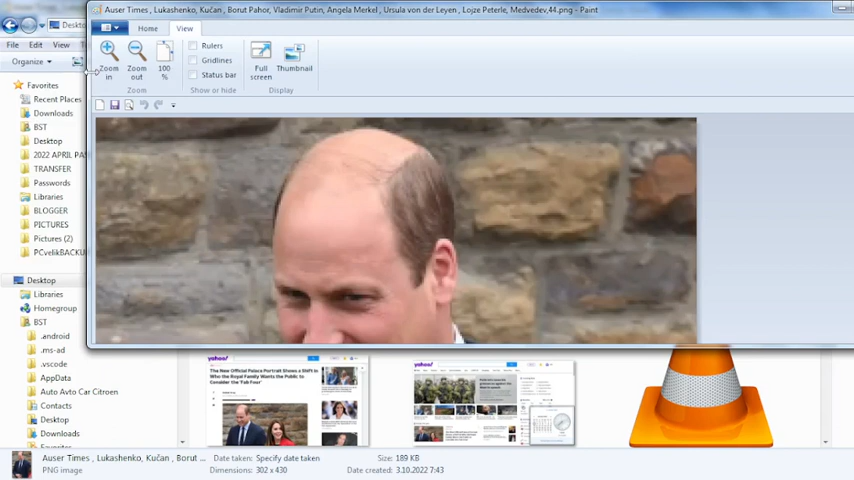 Auser Times , Lukashenko, Kučan , Borut Pahor, Vladimir Putin, Angela Merkel , Ursula von der Leyen , Lojze Peterle, Medvedev,44.png - Paint
Deskto
Home
View
File
Edit
View
Organize
Zoom in
Zoom out
100 %
Rulers
Gridlines
Status bar
Full screen
Thumbnail
Zoom
Show or hide
Display
Favorites
Recent Places
Downloads
BST
Desktop
2022 APRIL PA
TRANSFER
Passwords
Libraries
BLOGGER
PICTURES
Pictures (2)
PCvelikBACKU
Desktop
Libraries
Homegroup
BST
.android
.ms-ad
.vscode
AppData
Auto Avto Car Citroen
Contacts
Desktop
Downloads
yahoo!
The New Official Palace Portrait Shows a Shift in
Who the Royal Family Wants the Public to
Consider the 'Fab Four'
yahoo!
Auser Times , Lukashenko, Kučan , Borut ...
PNG image
Date taken: Specify date taken
Dimensions: 302 x 430
Size: 189 KB
Date created: 3.10.2022 7:43